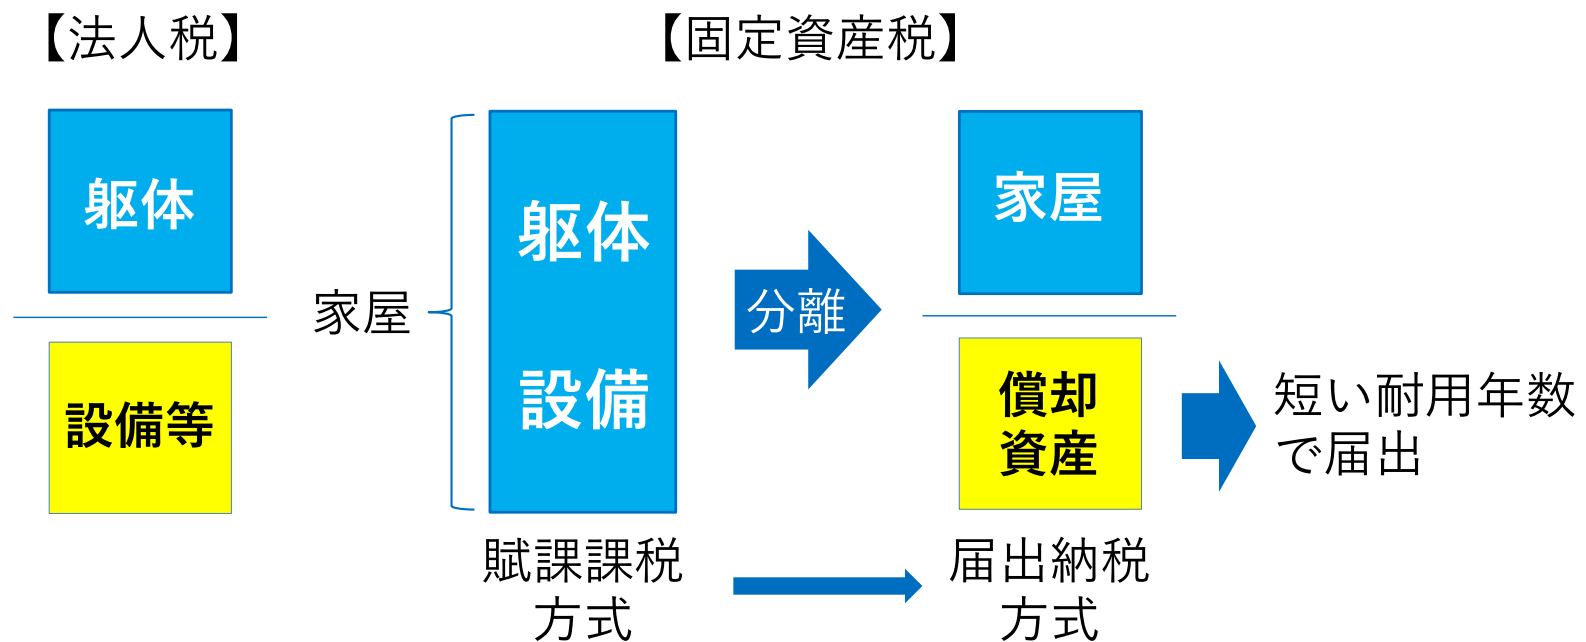 【法人税】
躯体
設備等
【固定資産税】
家屋
躯体
設備
賦課課税
方式
分離
家屋
償却
資産
届出納税
方式
短い耐用年数
で届出